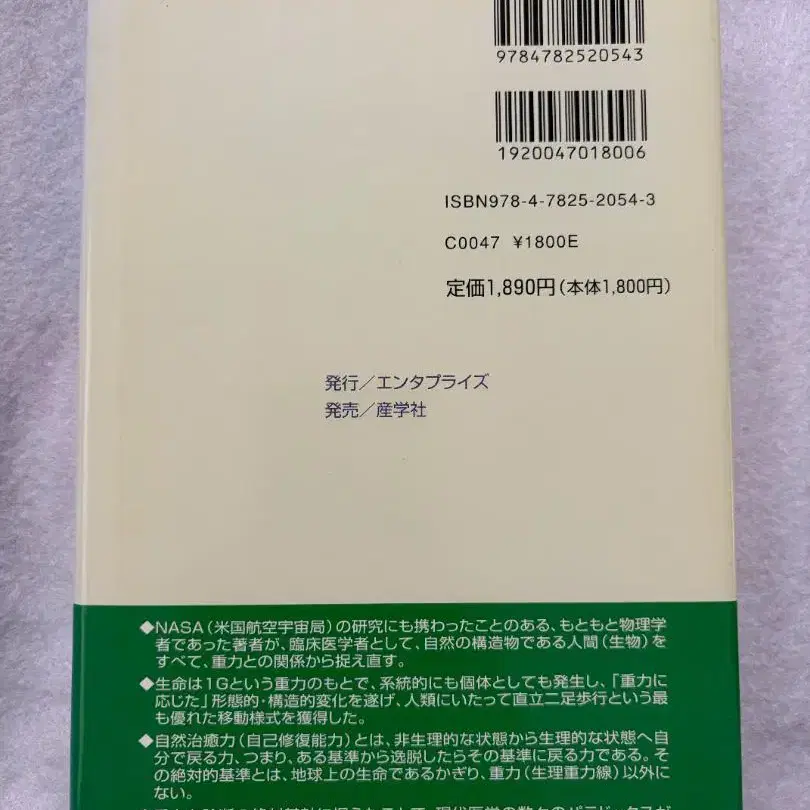 9784782520543
1920047018006
ISBN978-4-7825-2054-3
C0047 ¥1800E
定価1,890円(本体1,800円)
発行／エンタプライズ
発売／産学社
◆NASA(米国航空宇宙局)の研究にも携わったことのある、もともと物理学
者であった著者が、臨床医学者として、自然の構造物である人間(生物)を
すべて、重力との関係から捉え直す。
◆生命は1Gという重力のもとで、系統的にも個体としても発生し、「重力に
応じた」形態的・構造的変化を遂げ、人類にいたって直立二足歩行という最
も優れた移動様式を獲得した。
◆自然治癒力(自己修復能力)とは、非生理的な状態から生理的な状態へ自
分で戻る力、つまり、ある基準から逸脱したらその基準に戻る力である。そ
の絶対的基準とは、地球上の生命であるかぎり、重力(生理重力線)以外に
ない。